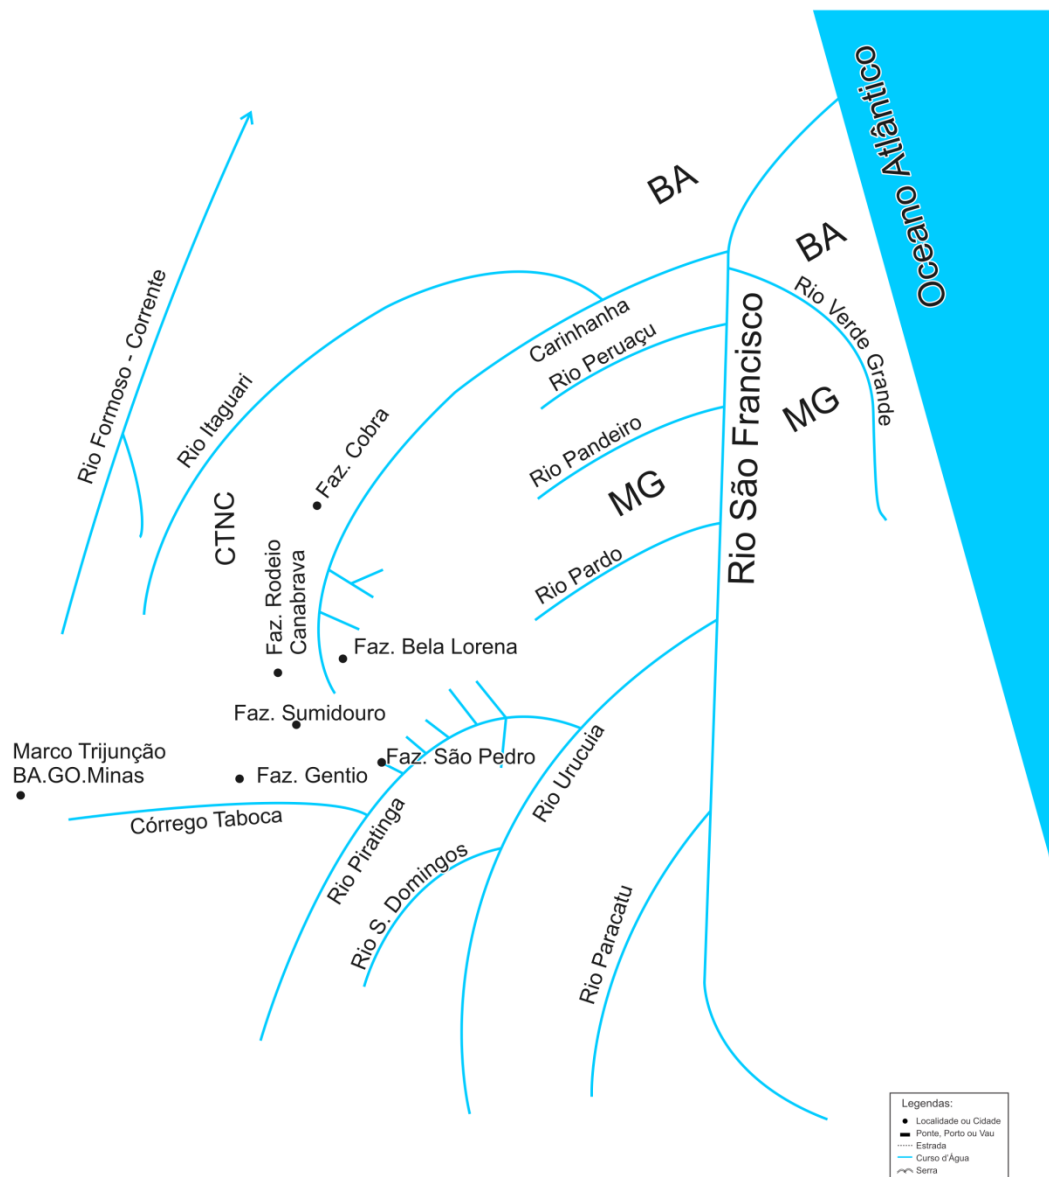 Oceano Atlântico
BA
BA
Rio Verde Grande
MG
Rio São Francisco
Carinhanha
Rio Peruaçu
Rio Pandeiro
MG
Rio Pardo
Rio Formoso - Corrente
Rio Itaguari
Faz. Cobra
CTNC
Faz. Rodeio
Canabrava
Faz. Bela Lorena
Faz. Sumidouro
Marco Trijunção
BA.GO.Minas
Faz. Gentio
Faz. São Pedro
Córrego Taboca
Rio Piratinga
Rio Urucuia
Rio S. Domingos
Rio Paracatu
Legendas:
Localidade ou Cidade
Ponte, Porto ou Vau
Estrada
Curso d'Água
Serra